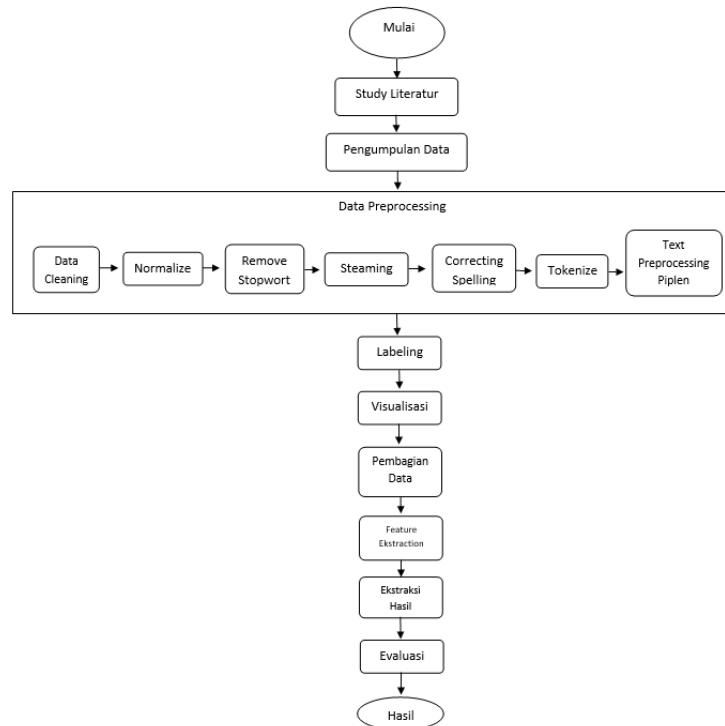 Mulai
Study Literatur
Pengumpulan Data
Data Preprocessing
Data
Cleaning
Normalize
Remove
Stopwort
Steaming
Correcting
Spelling
Tokenize
Text
Preprocessing
Piplen
Labeling
Visualisasi
Pembagian
Data
Feature
Ekstraction
Ekstraksi
Hasil
Evaluasi
Hasil